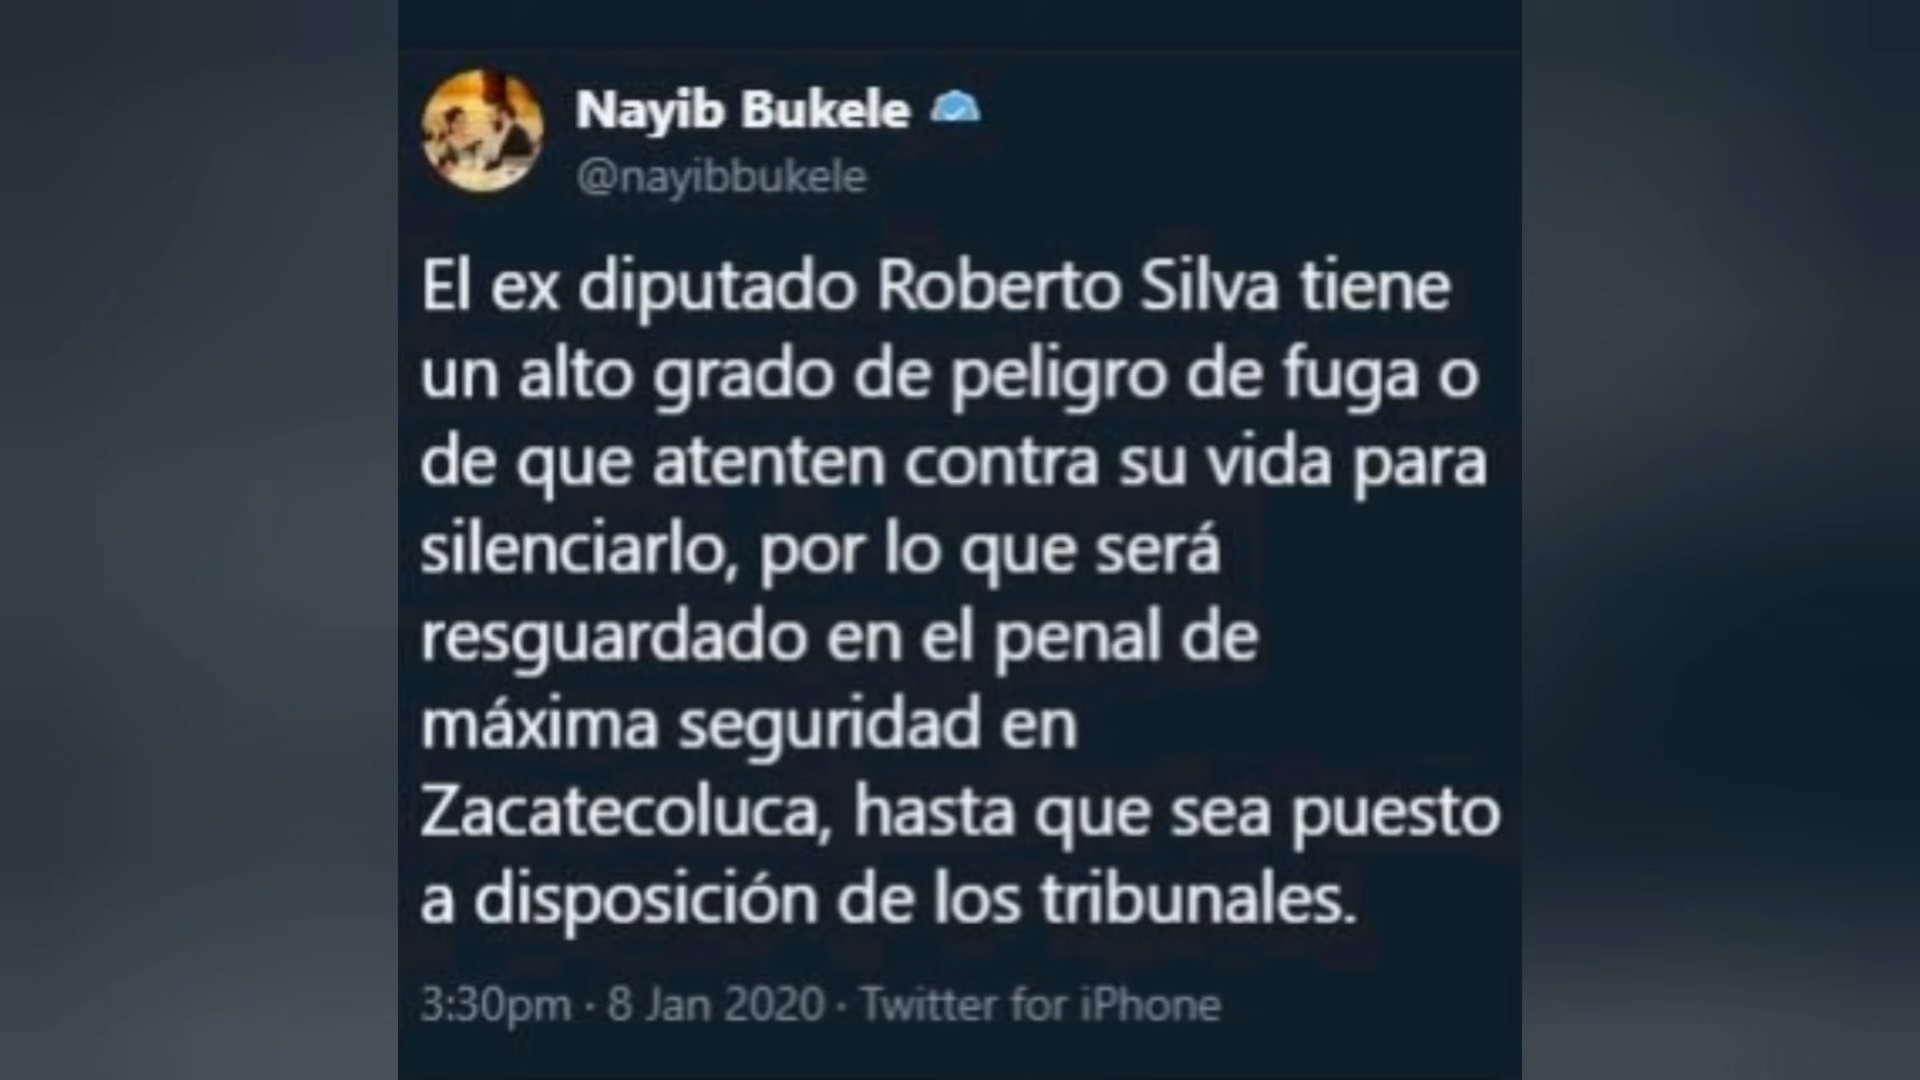 Nayib Bukele
@nayibbukele
El ex diputado Roberto Silva tiene
un alto grado de peligro de fuga o
de que atenten contra su vida para
silenciarlo, por lo que será
resguardado en el penal de
máxima seguridad en
Zacatecoluca, hasta que sea puesto
a disposición de los tribunales.
3:30pm · 8 Jan 2020 · Twitter for iPhone